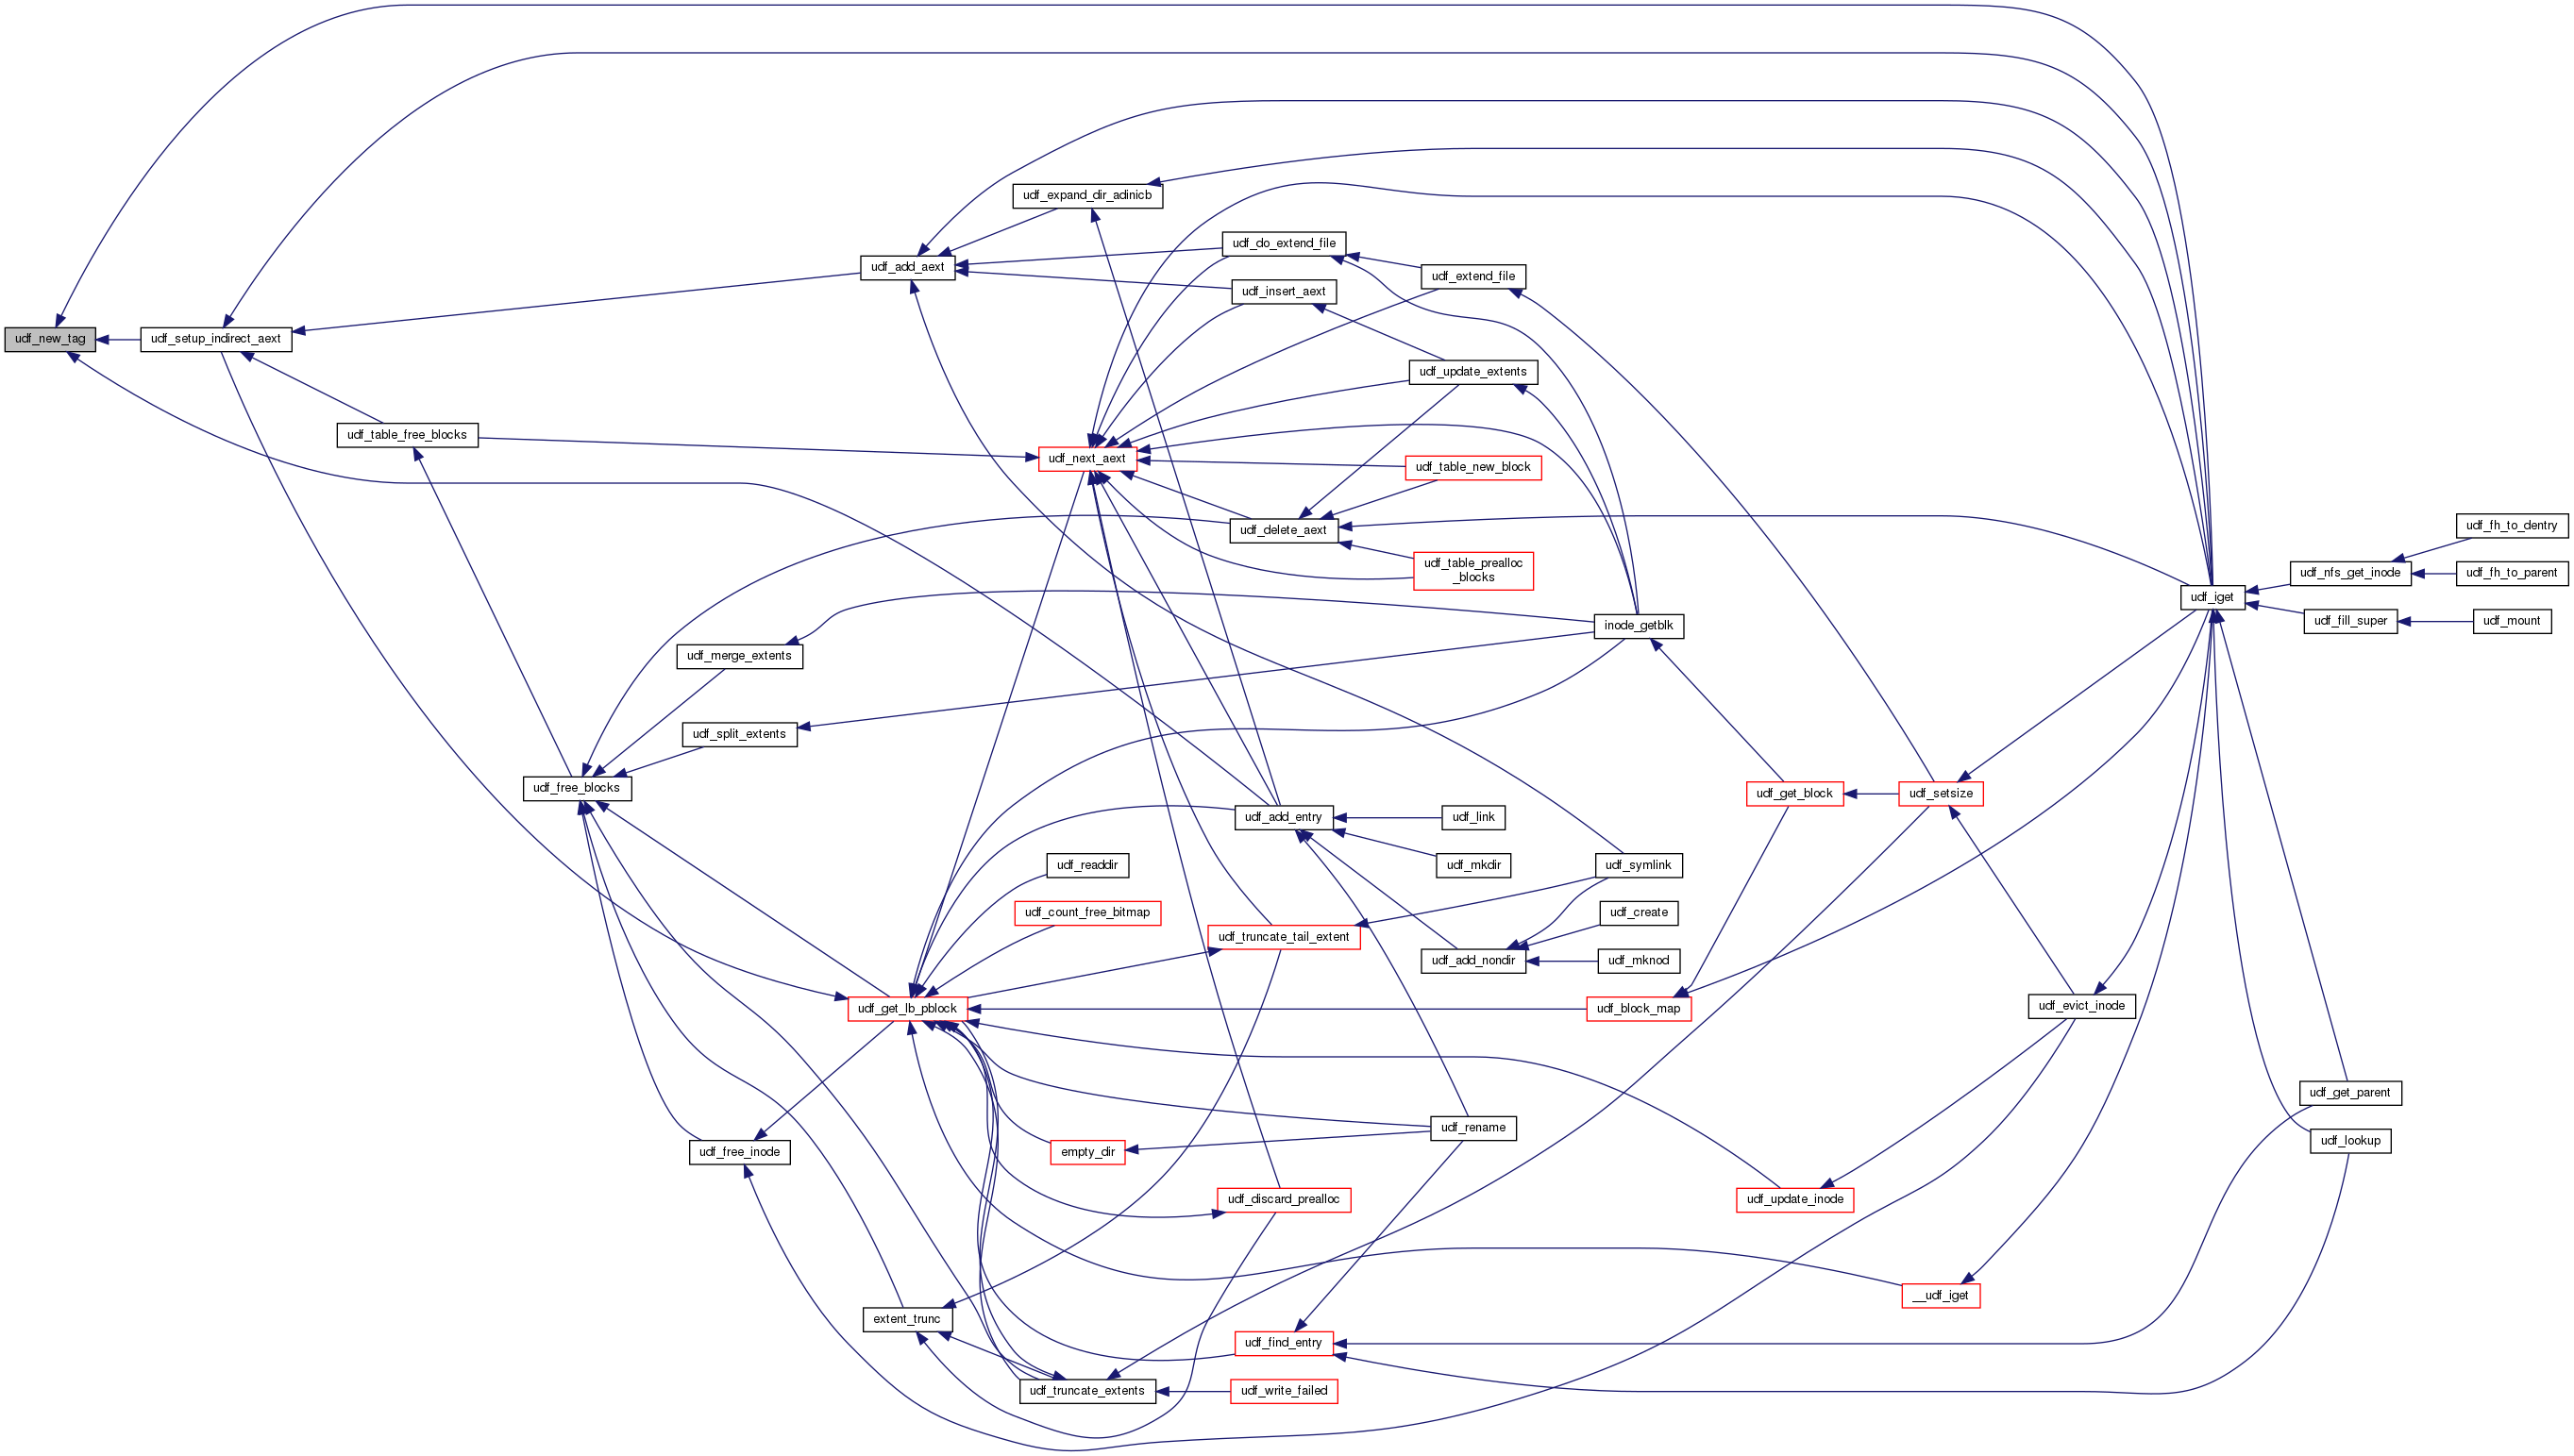 udf_new_tag
udf_setup_indirect_aext
udf_table_free_blocks
udf_free_blocks
udf_merge_extents
udf_split_extents
udf_free_inode
udf_add_aext
udf_get_lb_pblock
extent_trunc
udf_expand_dir_adinicb
udf_next_aext
udf_readdir
udf_count_free_bitmap
empty_dir
udf_truncate_extents
udf_do_extend_file
udf_insert_aext
udf_delete_aext
udf_add_entry
udf_truncate_tail_extent
udf_discard_prealloc
udf_find_entry
udf_write_failed
udf_extend_file
udf_update_extents
udf_table_new_block
udf_table_prealloc
_blocks
udf_link
udf_mkdir
udf_add_nondir
udf_rename
inode_getblk
udf_symlink
udf_create
udf_mknod
udf_block_map
udf_get_block
udf_update_inode
udf_setsize
__udf_iget
udf_evict_inode
udf_iget
udf_nfs_get_inode
udf_fill_super
udf_get_parent
udf_lookup
udf_fh_to_dentry
udf_fh_to_parent
udf_mount